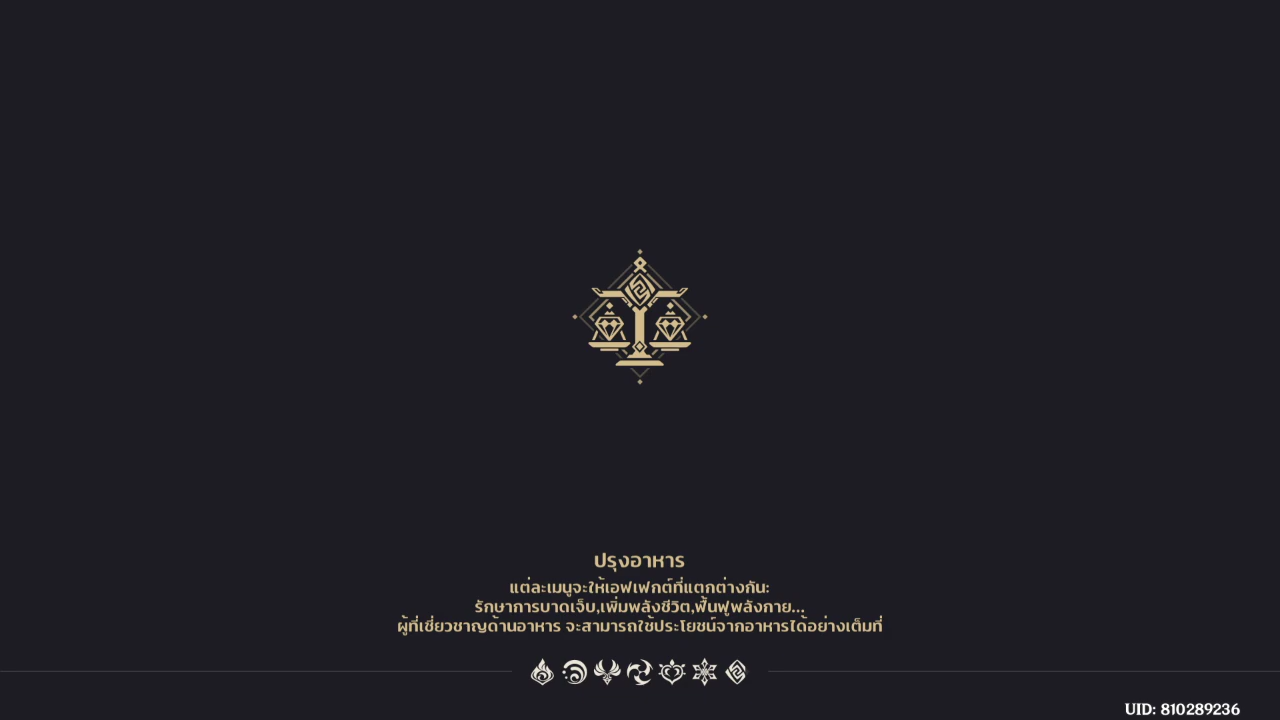 ปรุงอาหาร
แต่ละเมนูจะให้เอฟเฟกต์ที่แตกต่างกัน:
รักษาการบาดเจ็บ,เพิ่มพลังชีวิต,ฟื้นฟูพลังกาย...
ผู้ที่เชี่ยวชาญด้านอาหาร จะสามารถใช้ประโยชน์จากอาหารได้อย่างเต็มที่
UID: 810289236